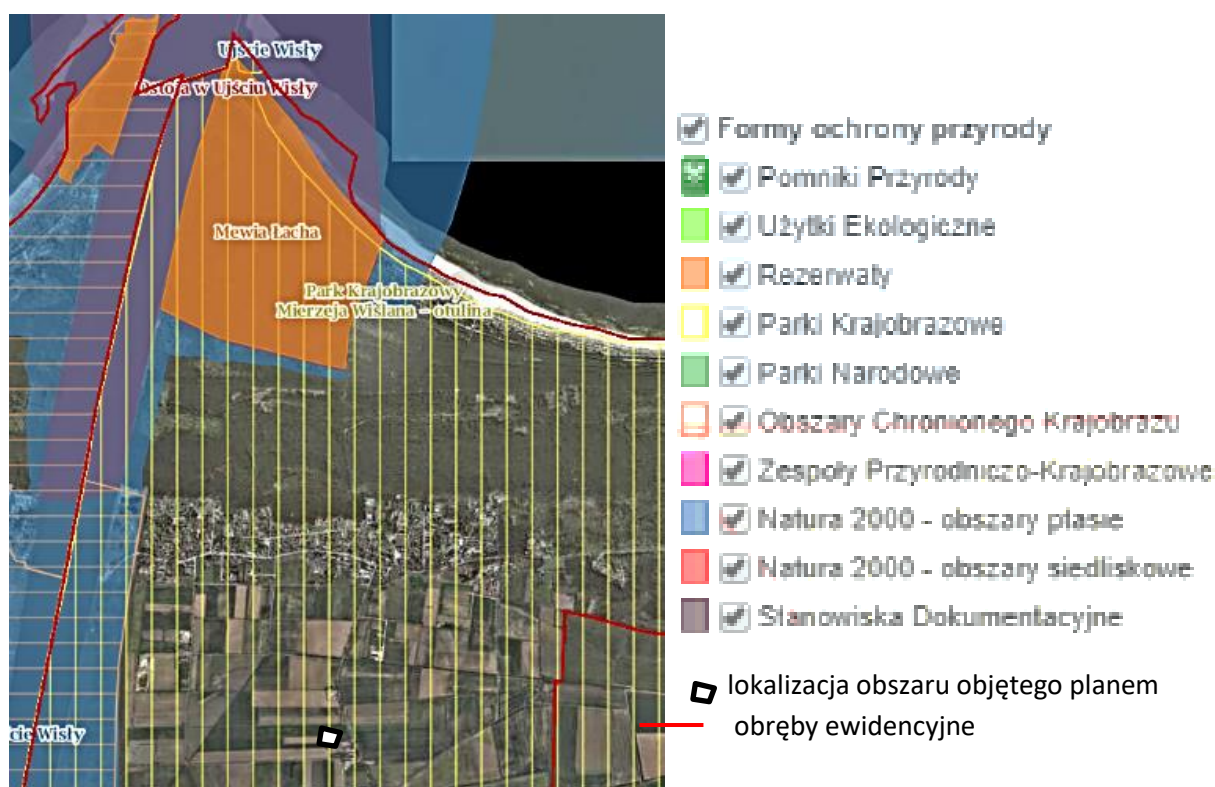 Ujście Wisły
Ostoja w Ujściu Wisły
Mewia Łacha
Park Krajobrazowy
Mierzeja Wiślana - otulina
cie Wisły
Formy ochrony przyrody
Pomniki Przyrody
Użytki Ekologiczne
Rezerwaty
Parki Krajobrazowe
Parki Narodowe
Obszary Chronionego Krajobrazu
Zespoły Przyrodniczo-Krajobrazowe
Natura 2000 - obszary ptasie
Natura 2000 - obszary siedliskowe
Stanowiska Dokumentacyjne
lokalizacja obszaru objętego planem
obręby ewidencyjne